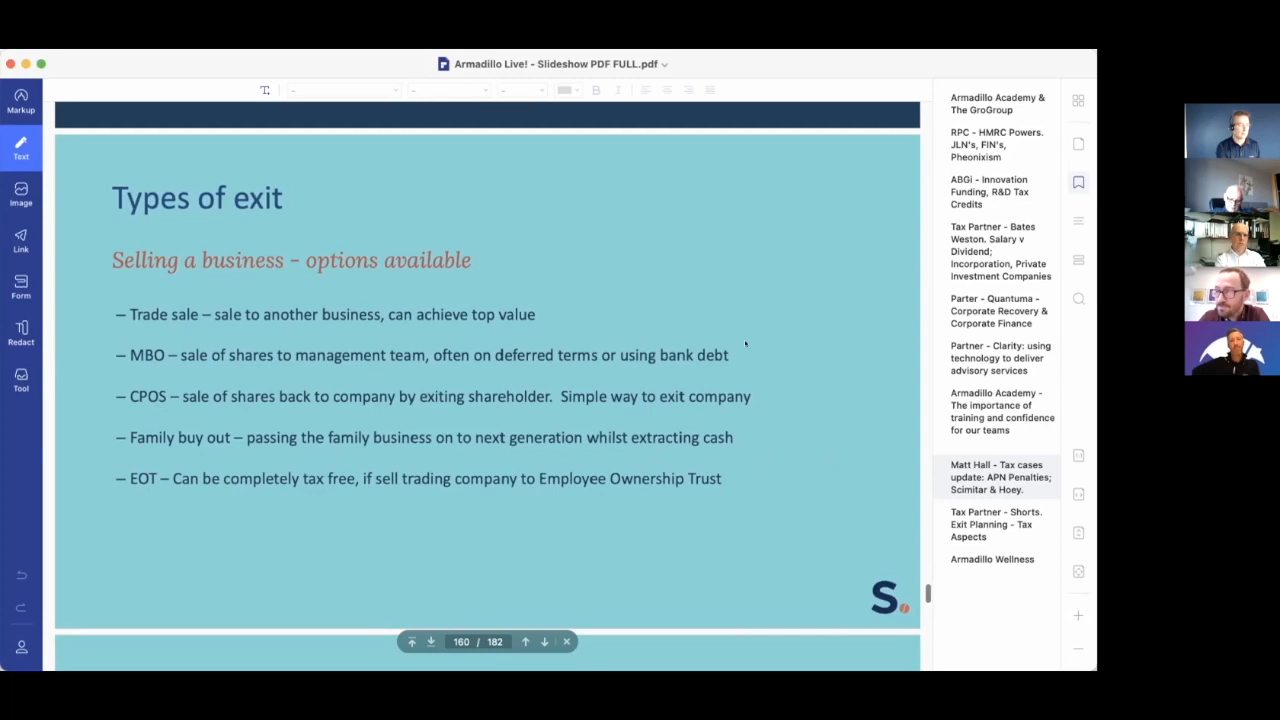 Armadillo Live! - Slideshow PDF FULL.pdf
B I
Markup
Text
Image
Link
Form
Redact
Tool
Types of exit
Selling a business – options available
– Trade sale – sale to another business, can achieve top value
– MBO – sale of shares to management team, often on deferred terms or using bank debt
– CPOS – sale of shares back to company by exiting shareholder.  Simple way to exit company
– Family buy out – passing the family business on to next generation whilst extracting cash
– EOT – Can be completely tax free, if sell trading company to Employee Ownership Trust
S.
160 / 182
Armadillo Academy &
The GroGroup
RPC - HMRC Powers.
JLN's, FIN's,
Pheonixism
ABGi - Innovation
Funding, R&D Tax
Credits
Tax Partner - Bates
Weston. Salary v
Dividend;
Incorporation, Private
Investment Companies
Parter - Quantuma -
Corporate Recovery &
Corporate Finance
Partner - Clarity: using
technology to deliver
advisory services
Armadillo Academy -
The importance of
training and confidence
for our teams
Matt Hall - Tax cases
update: APN Penalties;
Scimitar & Hoey.
Tax Partner - Shorts.
Exit Planning - Tax
Aspects
Armadillo Wellness